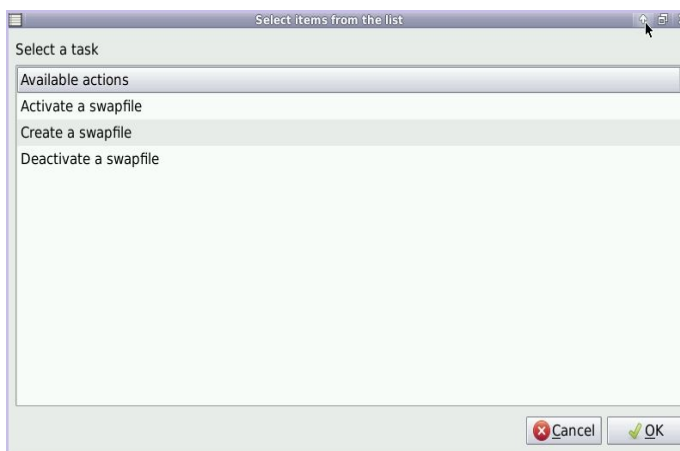 Select items from the list
Select a task
Available actions
Activate a swapfile
Create a swapfile
Deactivate a swapfile
Cancel
OK